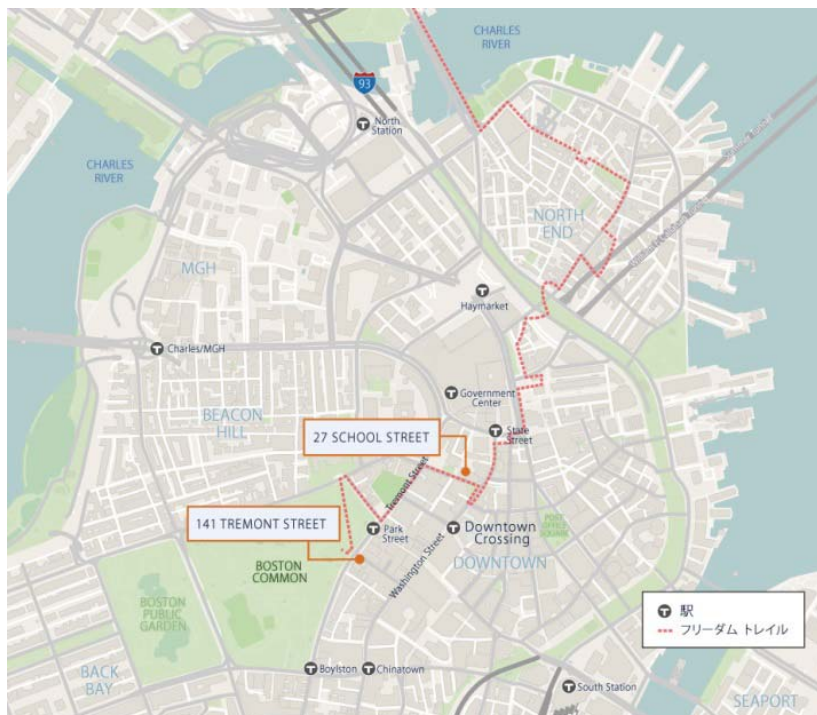 CHARLES
RIVER
93
North
Station
CHARLES
RIVER
NORTH
END
MGH
Haymarket
Charles/MGH
Government
Center
BEACON
HILL
27 SCHOOL STREET
State
Street
Tremont Street
141 TREMONT STREET
Park
Street
Downtown
Crossing
POST
OFFICE
SQUARE
DOWNTOWN
Washington Street
BOSTON
COMMON
BOSTON
PUBLIC
GARDEN
駅
フリーダム トレイル
BACK
BAY
Boylston
Chinatown
South Station
SEAPORT